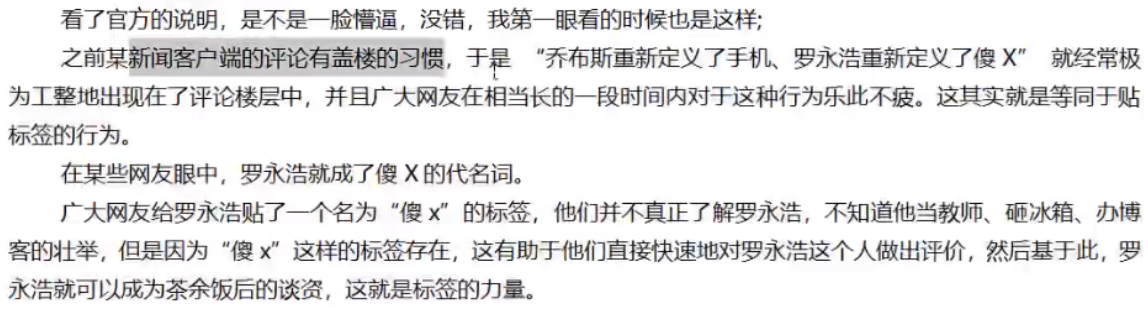 看了官方的说明，是不是一脸懵逼，没错，我第一眼看的时候也是这样;
之前某新闻客户端的评论有盖楼的习惯，于是 “乔布斯重新定义了手机、罗永浩重新定义了傻 X” 就经常极
为工整地出现在了评论楼层中，并且广大网友在相当长的一段时间内对于这种行为乐此不疲。这其实就是等同于贴
标签的行为。
在某些网友眼中，罗永浩就成了傻 X 的代名词。
广大网友给罗永浩贴了一个名为“傻 x”的标签，他们并不真正了解罗永浩，不知道他当教师、砸冰箱、办博
客的壮举，但是因为“傻 x”这样的标签存在，这有助于他们直接快速地对罗永浩这个人做出评价，然后基于此，罗
永浩就可以成为茶余饭后的谈资，这就是标签的力量。